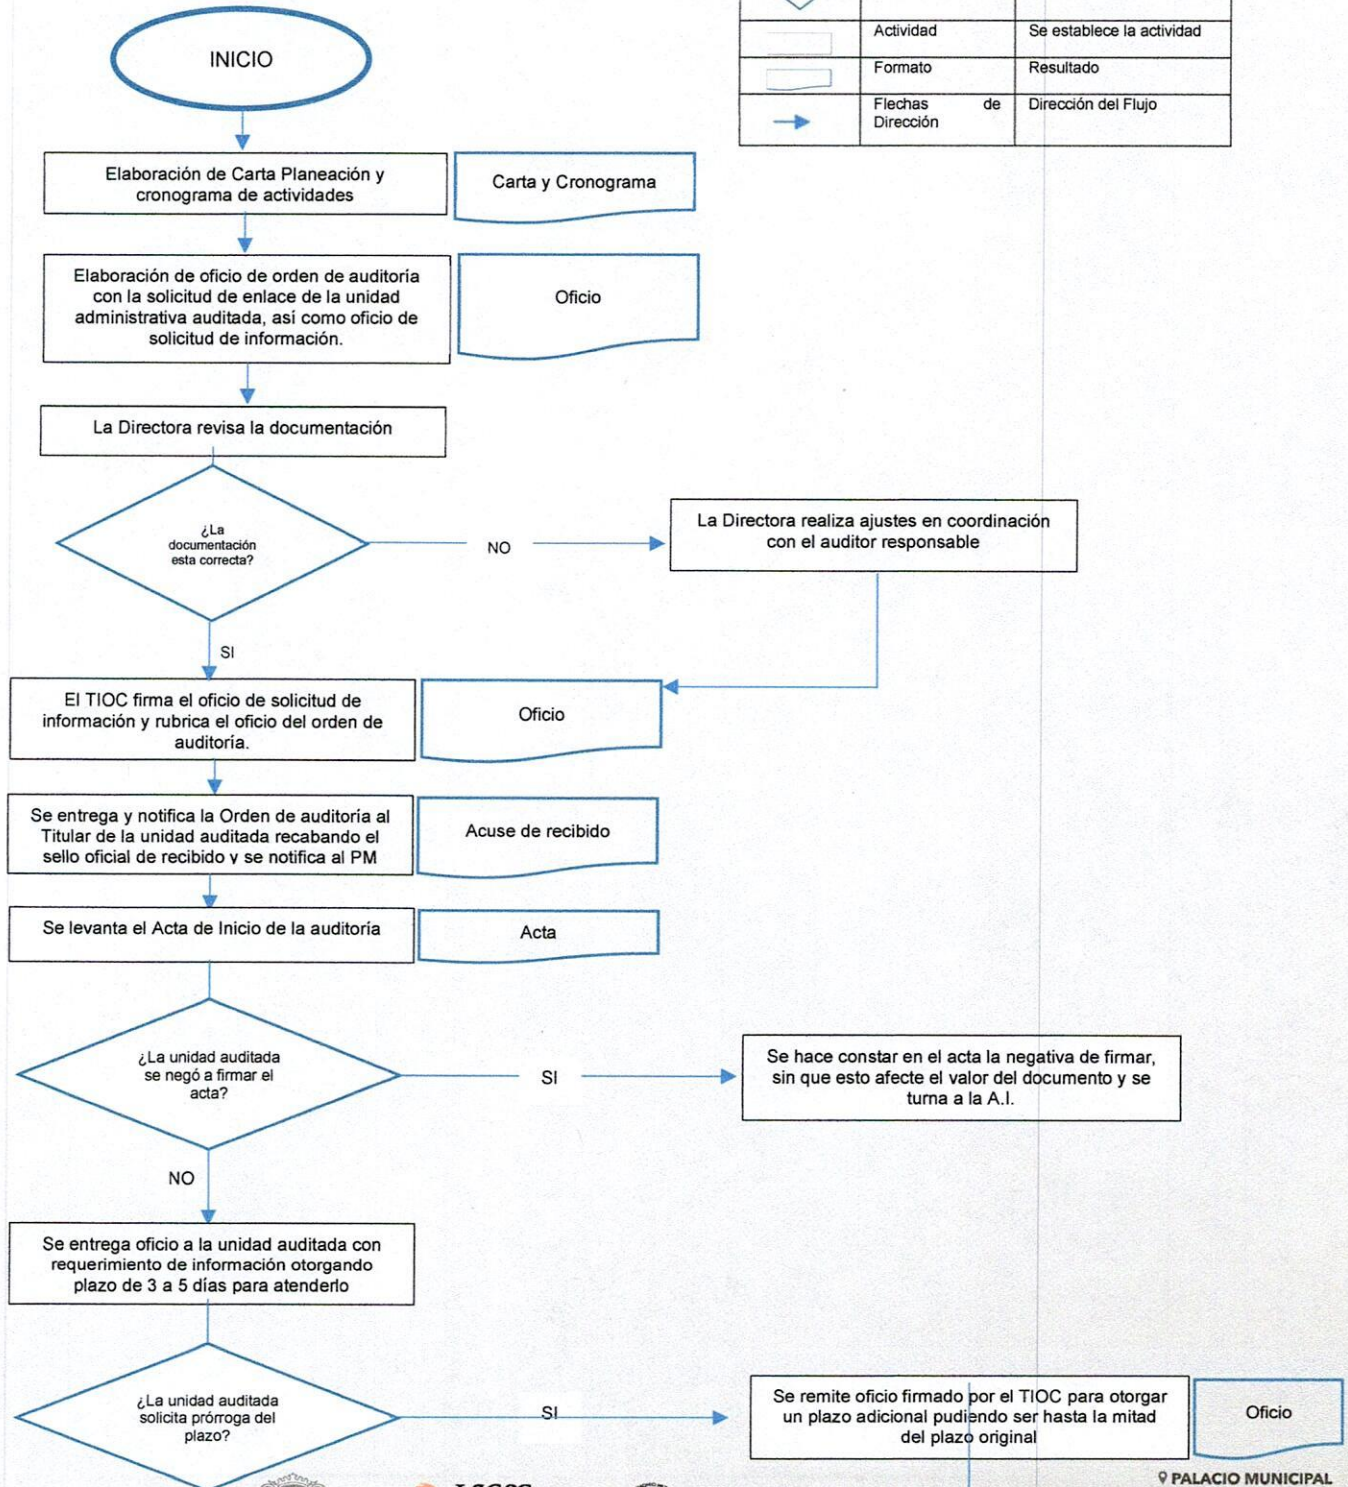 INICIO
Actividad
Se establece la actividad
Formato
Resultado
Flechas de
Dirección
Dirección del Flujo
Elaboración de Carta Planeación y
cronograma de actividades
Carta y Cronograma
Elaboración de oficio de orden de auditoría
con la solicitud de enlace de la unidad
administrativa auditada, así como oficio de
solicitud de información.
Oficio
La Directora revisa la documentación
¿La
documentación
esta correcta?
NO
La Directora realiza ajustes en coordinación
con el auditor responsable
SI
El TIOC firma el oficio de solicitud de
información y rubrica el oficio del orden de
auditoría.
Oficio
Se entrega y notifica la Orden de auditoría al
Titular de la unidad auditada recabando el
sello oficial de recibido y se notifica al PM
Acuse de recibido
Se levanta el Acta de Inicio de la auditoría
Acta
¿La unidad auditada
se negó a firmar el
acta?
SI
Se hace constar en el acta la negativa de firmar,
sin que esto afecte el valor del documento y se
turna a la A.I.
NO
Se entrega oficio a la unidad auditada con
requerimiento de información otorgando
plazo de 3 a 5 días para atenderlo
¿La unidad auditada
solicita prórroga del
plazo?
SI
Se remite oficio firmado por el TIOC para otorgar
un plazo adicional pudiendo ser hasta la mitad
del plazo original
Oficio
PALACIO MUNICIPAL